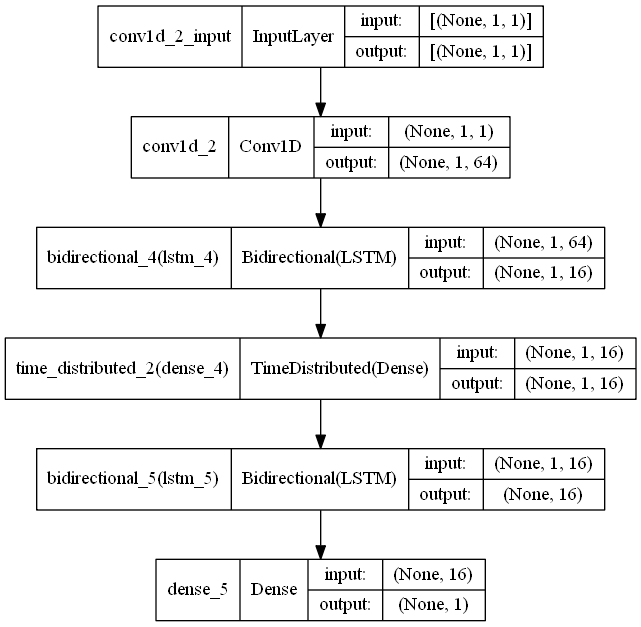 conv1d_2_input InputLayer input: [(None, 1, 1)]
output: [(None, 1, 1)]
conv1d_2 Conv1D input: (None, 1, 1)
output: (None, 1, 64)
bidirectional_4(lstm_4) Bidirectional(LSTM) input: (None, 1, 64)
output: (None, 1, 16)
time_distributed_2(dense_4) TimeDistributed(Dense) input: (None, 1, 16)
output: (None, 1, 16)
bidirectional_5(lstm_5) Bidirectional(LSTM) input: (None, 1, 16)
output: (None, 16)
dense_5 Dense input: (None, 16)
output: (None, 1)